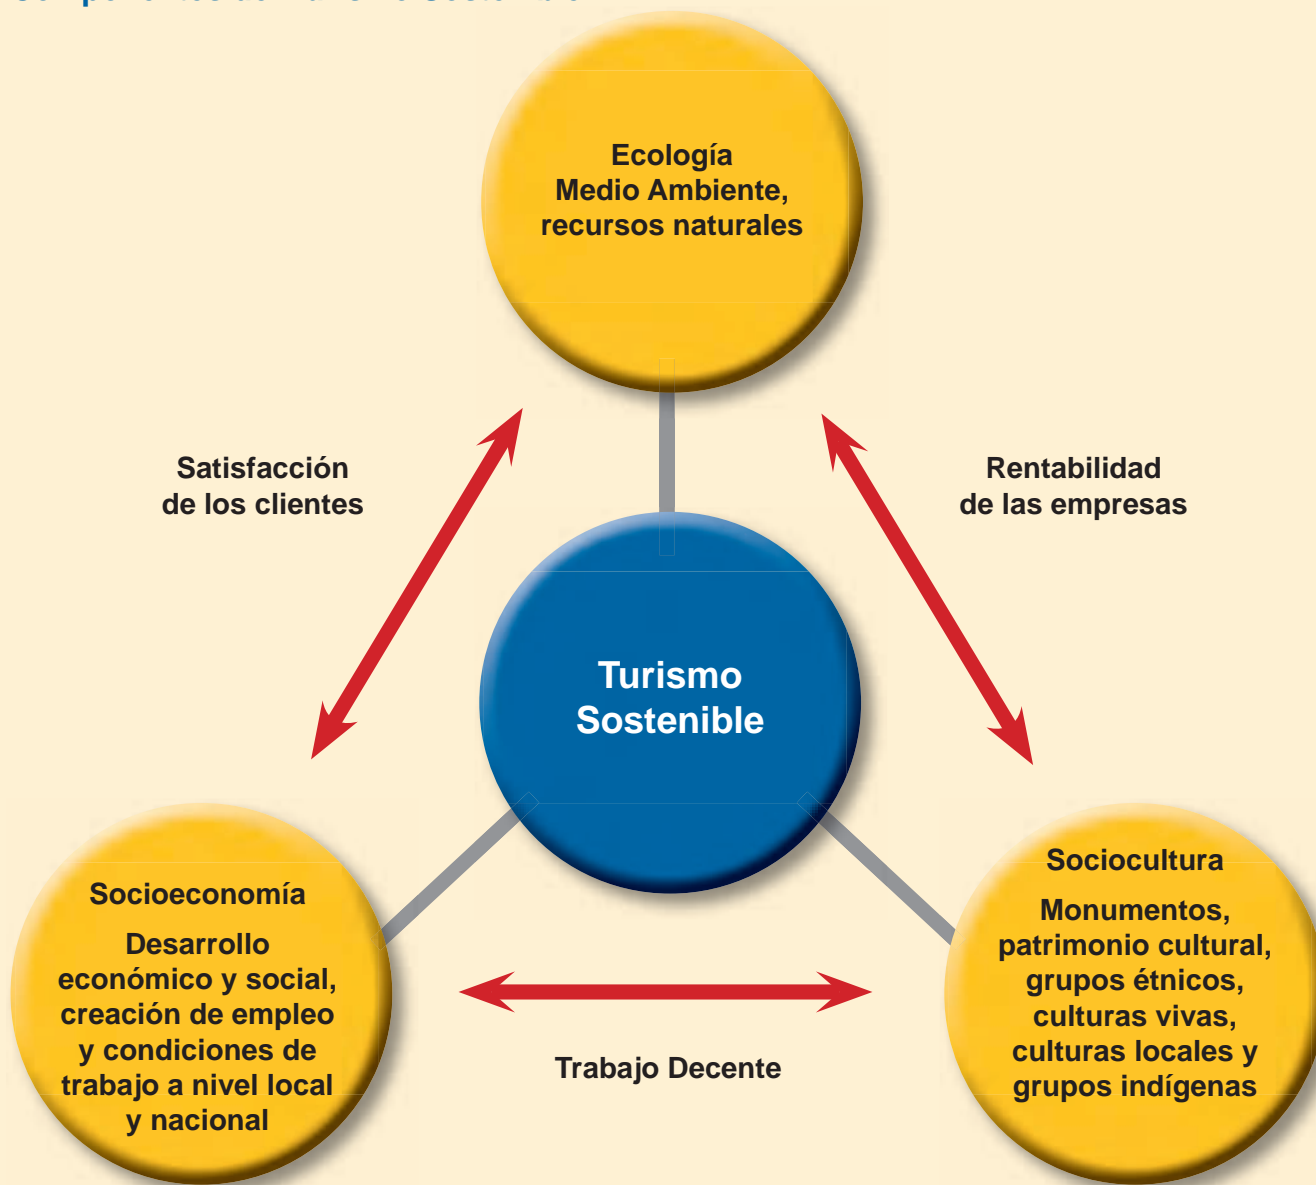 Ecología
Medio Ambiente,
recursos naturales
Satisfacción
de los clientes
Rentabilidad
de las empresas
Turismo
Sostenible
Socioeconomía
Desarrollo
económico y social,
creación de empleo
y condiciones de
trabajo a nivel local
y nacional
Trabajo Decente
Sociocultura
Monumentos,
patrimonio cultural,
grupos étnicos,
culturas vivas,
culturas locales y
grupos indígenas